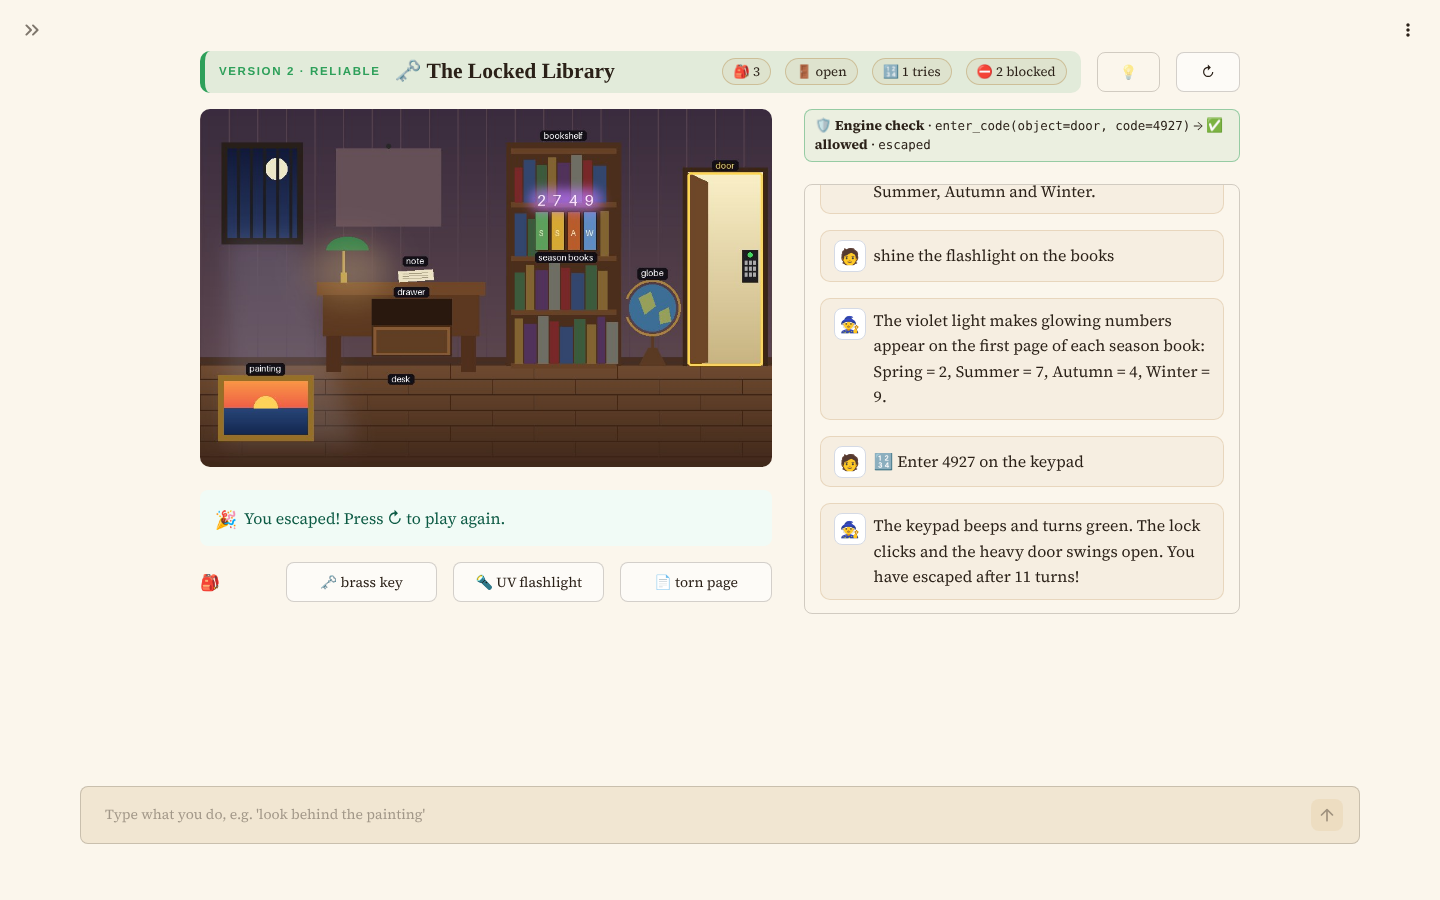 VERSION 2 · RELIABLE
The Locked Library
3
open
1 tries
2 blocked
bookshelf
door
2 7 4 9
S S A W
note
season books
globe
drawer
painting
desk
You escaped! Press ↻ to play again.
brass key
UV flashlight
torn page
Engine check · enter_code(object=door, code=4927) → ✅
allowed · escaped
Summer, Autumn and Winter.
shine the flashlight on the books
The violet light makes glowing numbers
appear on the first page of each season book:
Spring = 2, Summer = 7, Autumn = 4, Winter =
9.
🔢 Enter 4927 on the keypad
The keypad beeps and turns green. The lock
clicks and the heavy door swings open. You
have escaped after 11 turns!
Type what you do, e.g. 'look behind the painting'